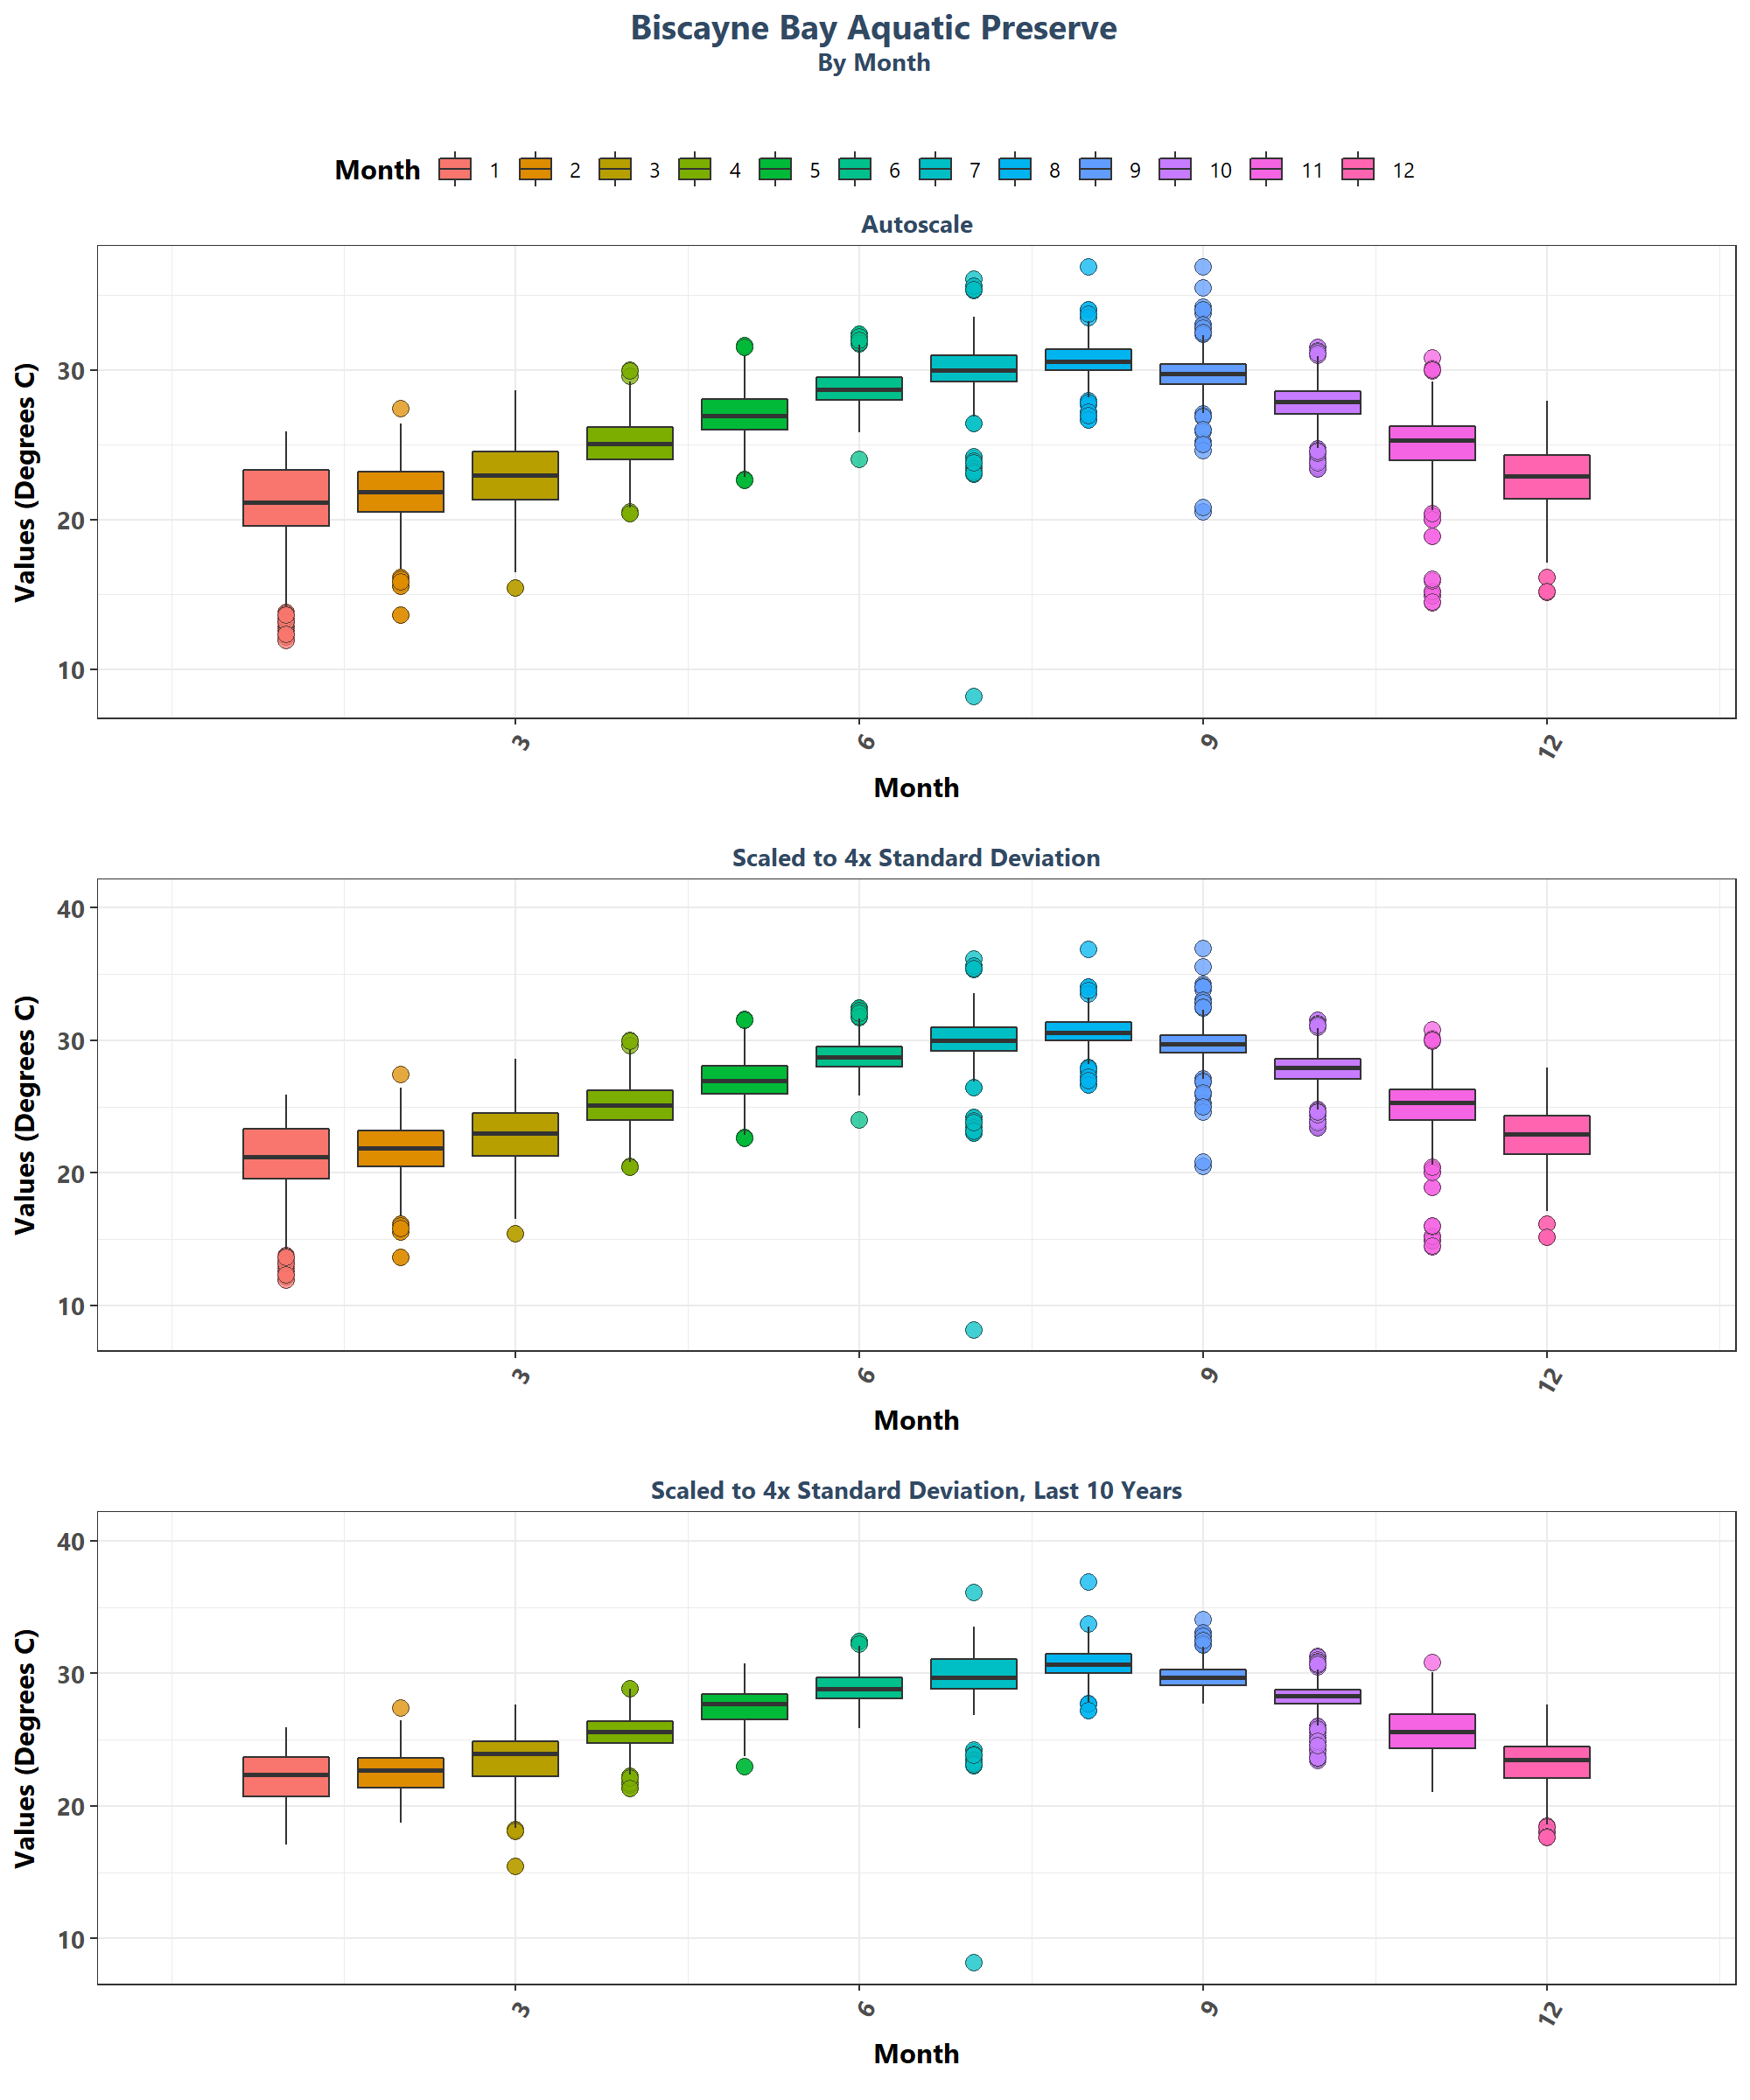 Biscayne Bay Aquatic Preserve
By Month
Month 1 2 3 4 5 6 7 8 9 10 11 12
Autoscale
Values (Degrees C)
30
20
10
3 6 9 12
Month
Scaled to 4x Standard Deviation
Values (Degrees C)
40
30
20
10
3 6 9 12
Month
Scaled to 4x Standard Deviation, Last 10 Years
Values (Degrees C)
40
30
20
10
3 6 9 12
Month